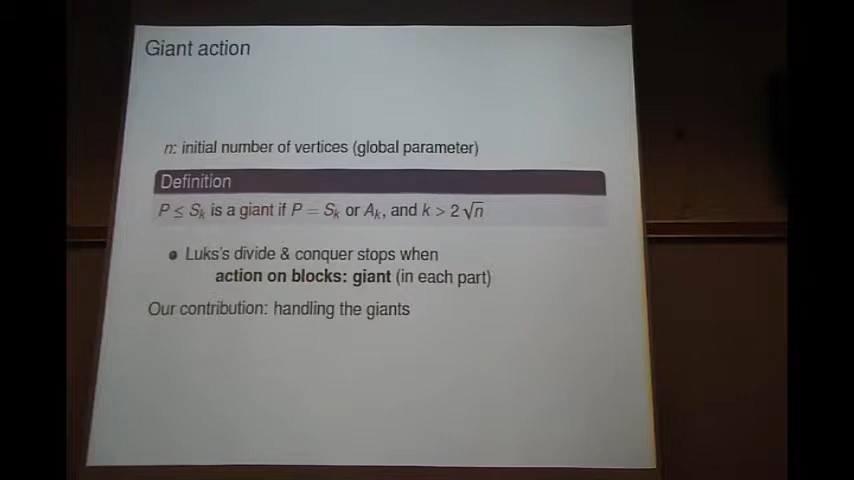 Giant action
n: initial number of vertices (global parameter)
Definition
P ≤ Sₖ is a giant if P = Sₖ or Aₖ, and k > 2√n
• Luks's divide & conquer stops when
action on blocks: giant (in each part)
Our contribution: handling the giants